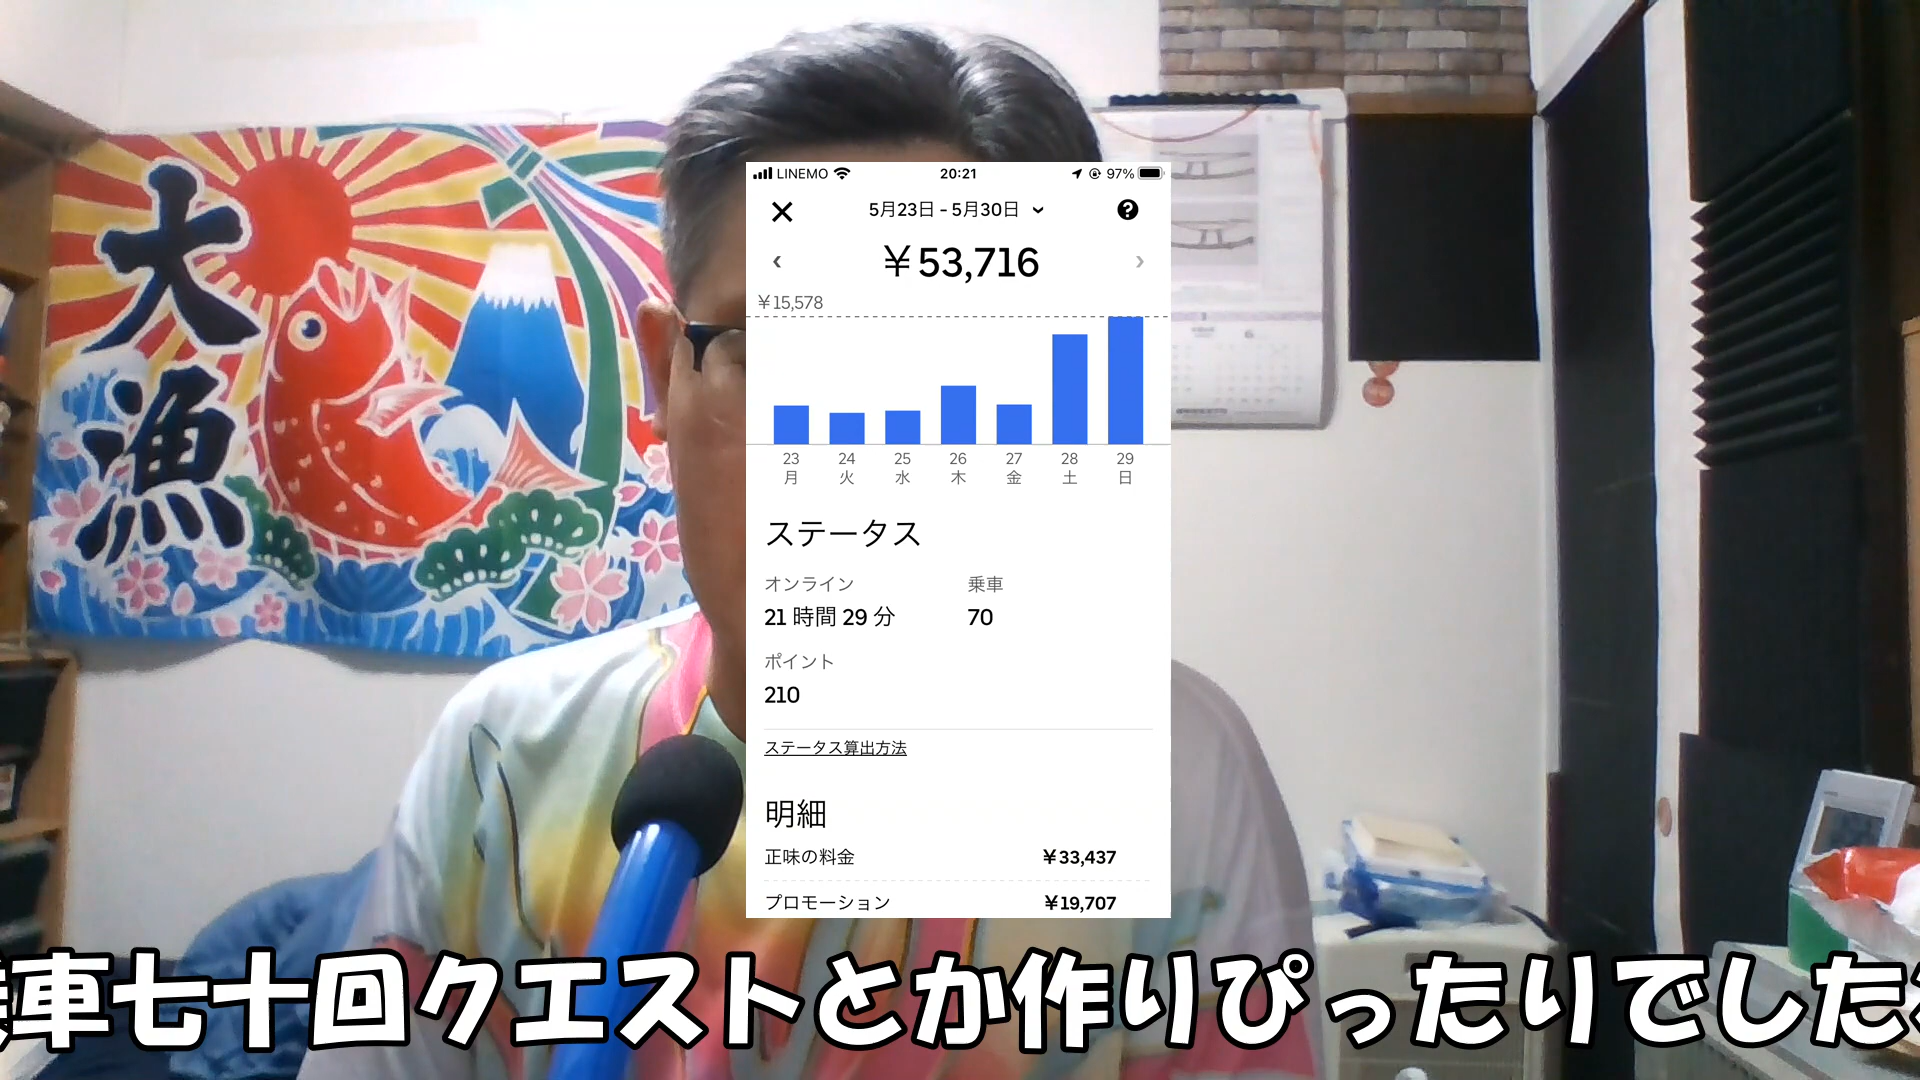 大漁
LINEMO 20:21 97%
5月23日 - 5月30日
¥53,716
¥15,578
23 24 25 26 27 28 29
月 火 水 木 金 土 日
ステータス
オンライン 乗車
21 時間 29 分 70
ポイント
210
ステータス算出方法
明細
正味の料金 ¥33,437
プロモーション ¥19,707
車七十回クエストとか作りぴったりでした